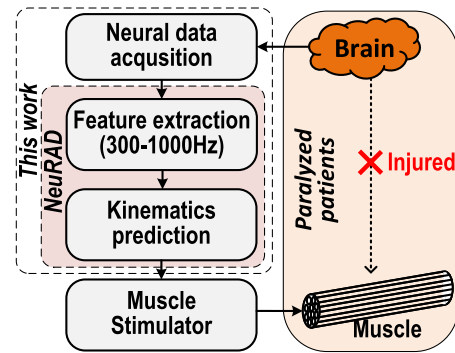 Neural data
acqusition
Brain
This work
NeuRAD
Feature extraction
(300-1000Hz)
Paralyzed
patients
Injured
Kinematics
prediction
Muscle
Stimulator
Muscle